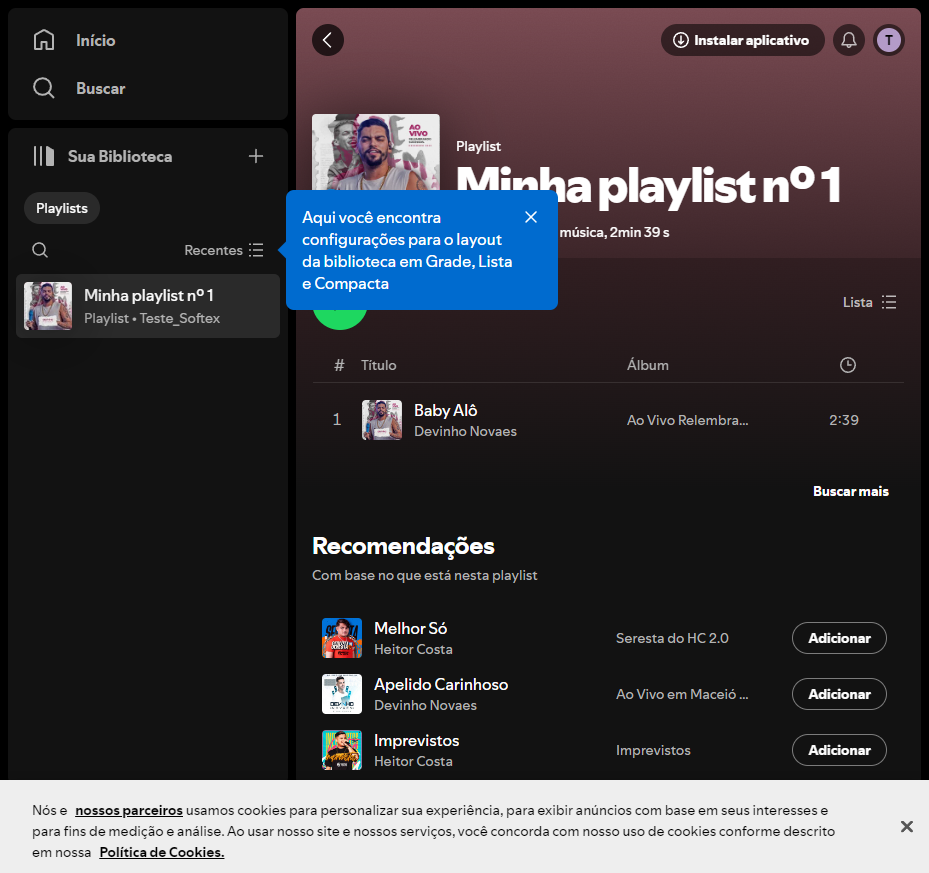 Início
Buscar
Sua Biblioteca
Playlists
Recentes
Minha playlist nº 1
Playlist • Teste_Softex
Instalar aplicativo
T
AO VIVO
Playlist
Minha playlist nº 1
música, 2min 39 s
Aqui você encontra
configurações para o layout
da biblioteca em Grade, Lista
e Compacta
Lista
# Título Álbum
1 Baby Alô Ao Vivo Relembra... 2:39
Devinho Novaes
Buscar mais
Recomendações
Com base no que está nesta playlist
Melhor Só Seresta do HC 2.0 Adicionar
Heitor Costa
Apelido Carinhoso Ao Vivo em Maceió ... Adicionar
Devinho Novaes
Imprevistos Imprevistos Adicionar
Heitor Costa
Nós e nossos parceiros usamos cookies para personalizar sua experiência, para exibir anúncios com base em seus interesses e
para fins de medição e análise. Ao usar nosso site e nossos serviços, você concorda com nosso uso de cookies conforme descrito
em nossa Política de Cookies.